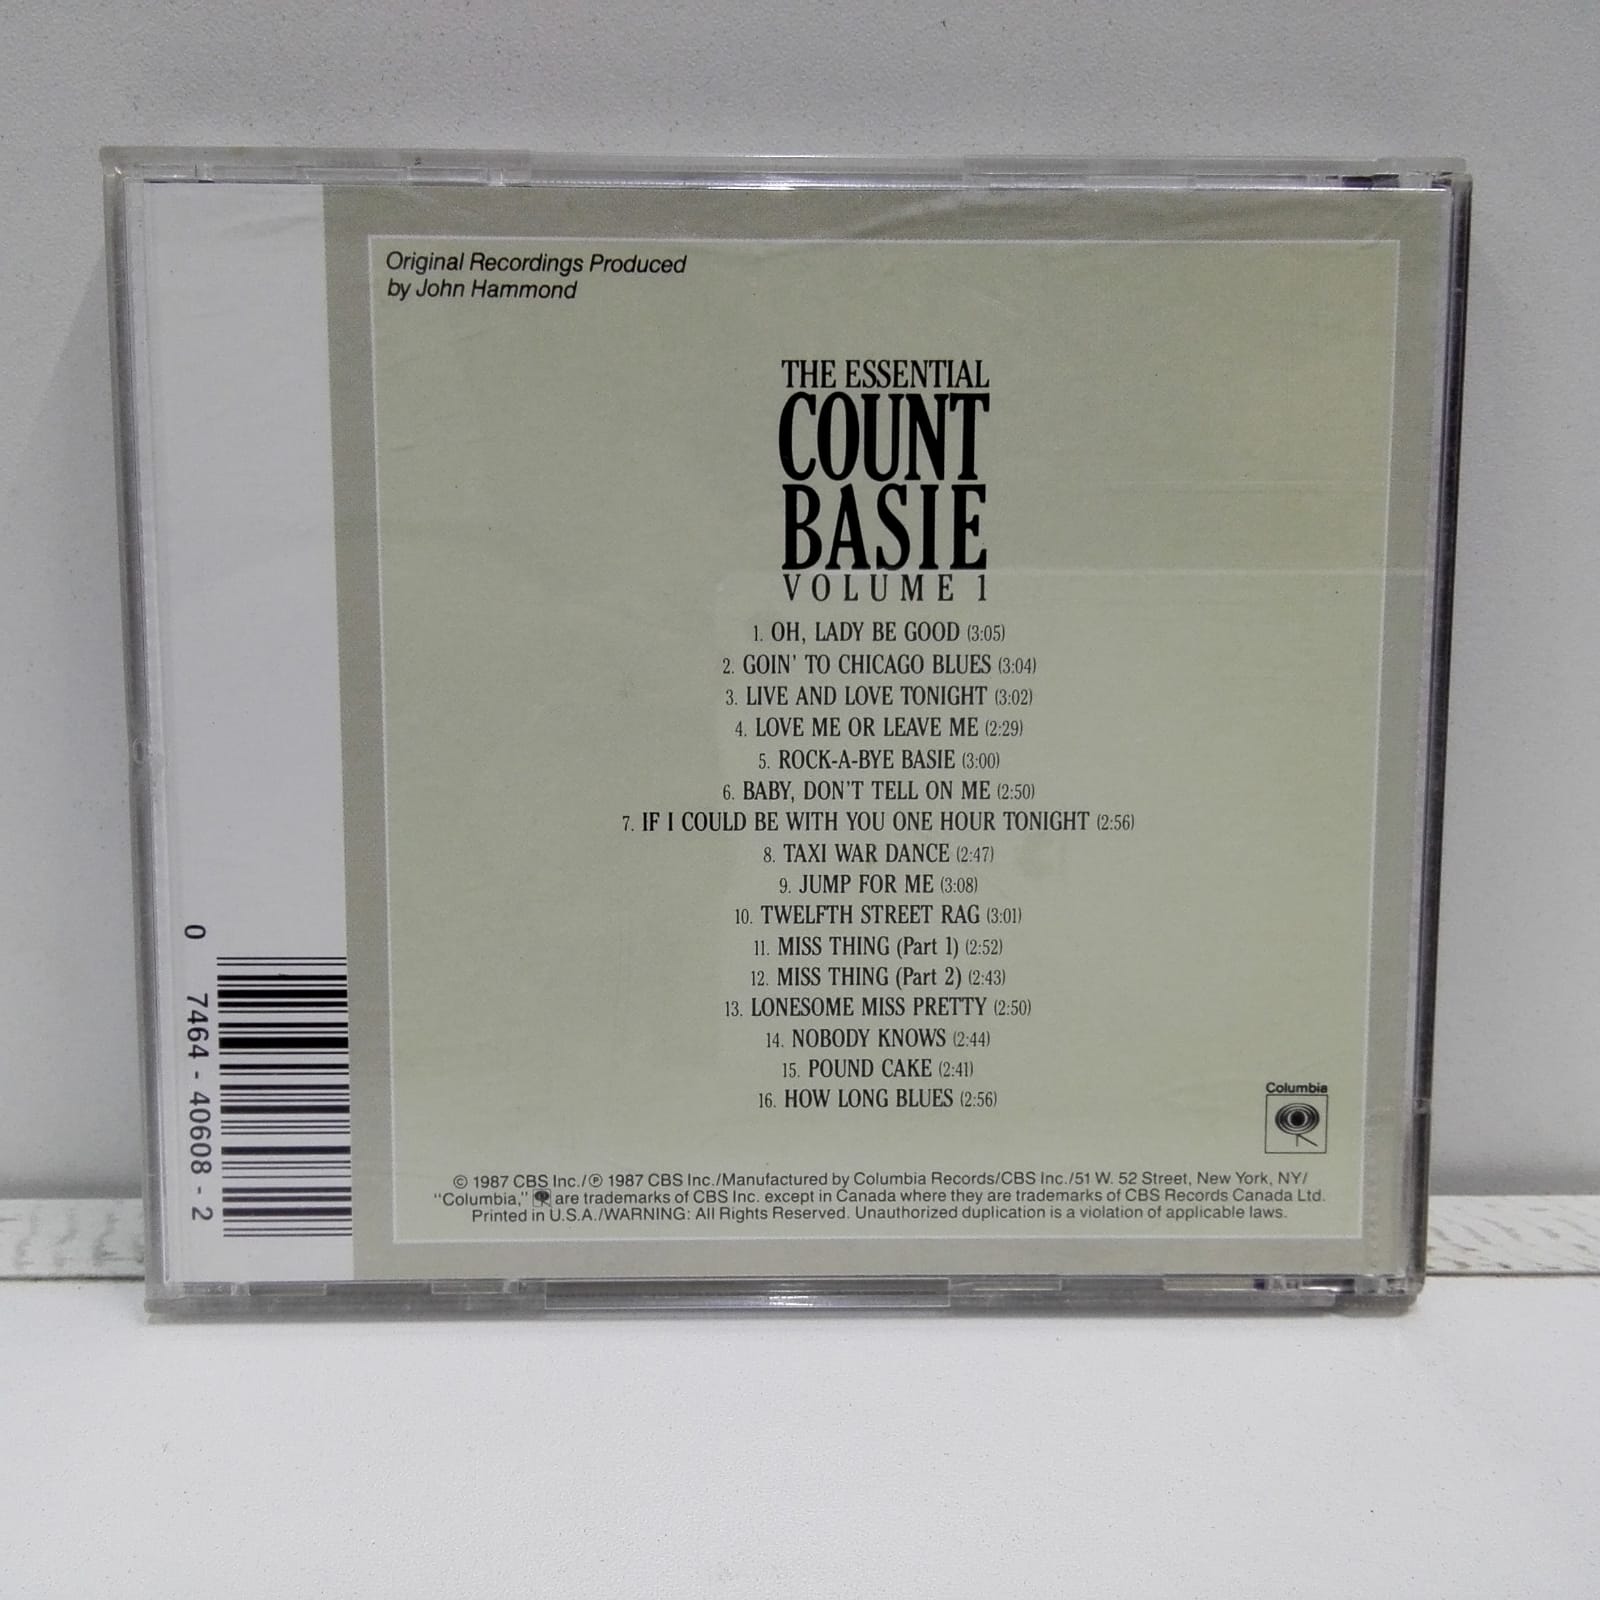 Original Recordings Produced
by John Hammond
THE ESSENTIAL
COUNT
BASIE
VOLUME 1
1. OH, LADY BE GOOD (3:05)
2. GOIN' TO CHICAGO BLUES (3:04)
3. LIVE AND LOVE TONIGHT (3:02)
4. LOVE ME OR LEAVE ME (2:29)
5. ROCK-A-BYE BASIE (3:00)
6. BABY, DON'T TELL ON ME (2:50)
7. IF I COULD BE WITH YOU ONE HOUR TONIGHT (2:56)
8. TAXI WAR DANCE (2:47)
9. JUMP FOR ME (3:08)
10. TWELFTH STREET RAG (3:01)
11. MISS THING (Part 1) (2:52)
12. MISS THING (Part 2) (2:43)
13. LONESOME MISS PRETTY (2:50)
14. NOBODY KNOWS (2:44)
15. POUND CAKE (2:41)
16. HOW LONG BLUES (2:56)
Columbia
© 1987 CBS Inc./℗ 1987 CBS Inc./Manufactured by Columbia Records/CBS Inc./51 W. 52 Street, New York, NY/
"Columbia," are trademarks of CBS Inc. except in Canada where they are trademarks of CBS Records Canada Ltd.
Printed in U.S.A./WARNING: All Rights Reserved. Unauthorized duplication is a violation of applicable laws.
0 7464-40608-2